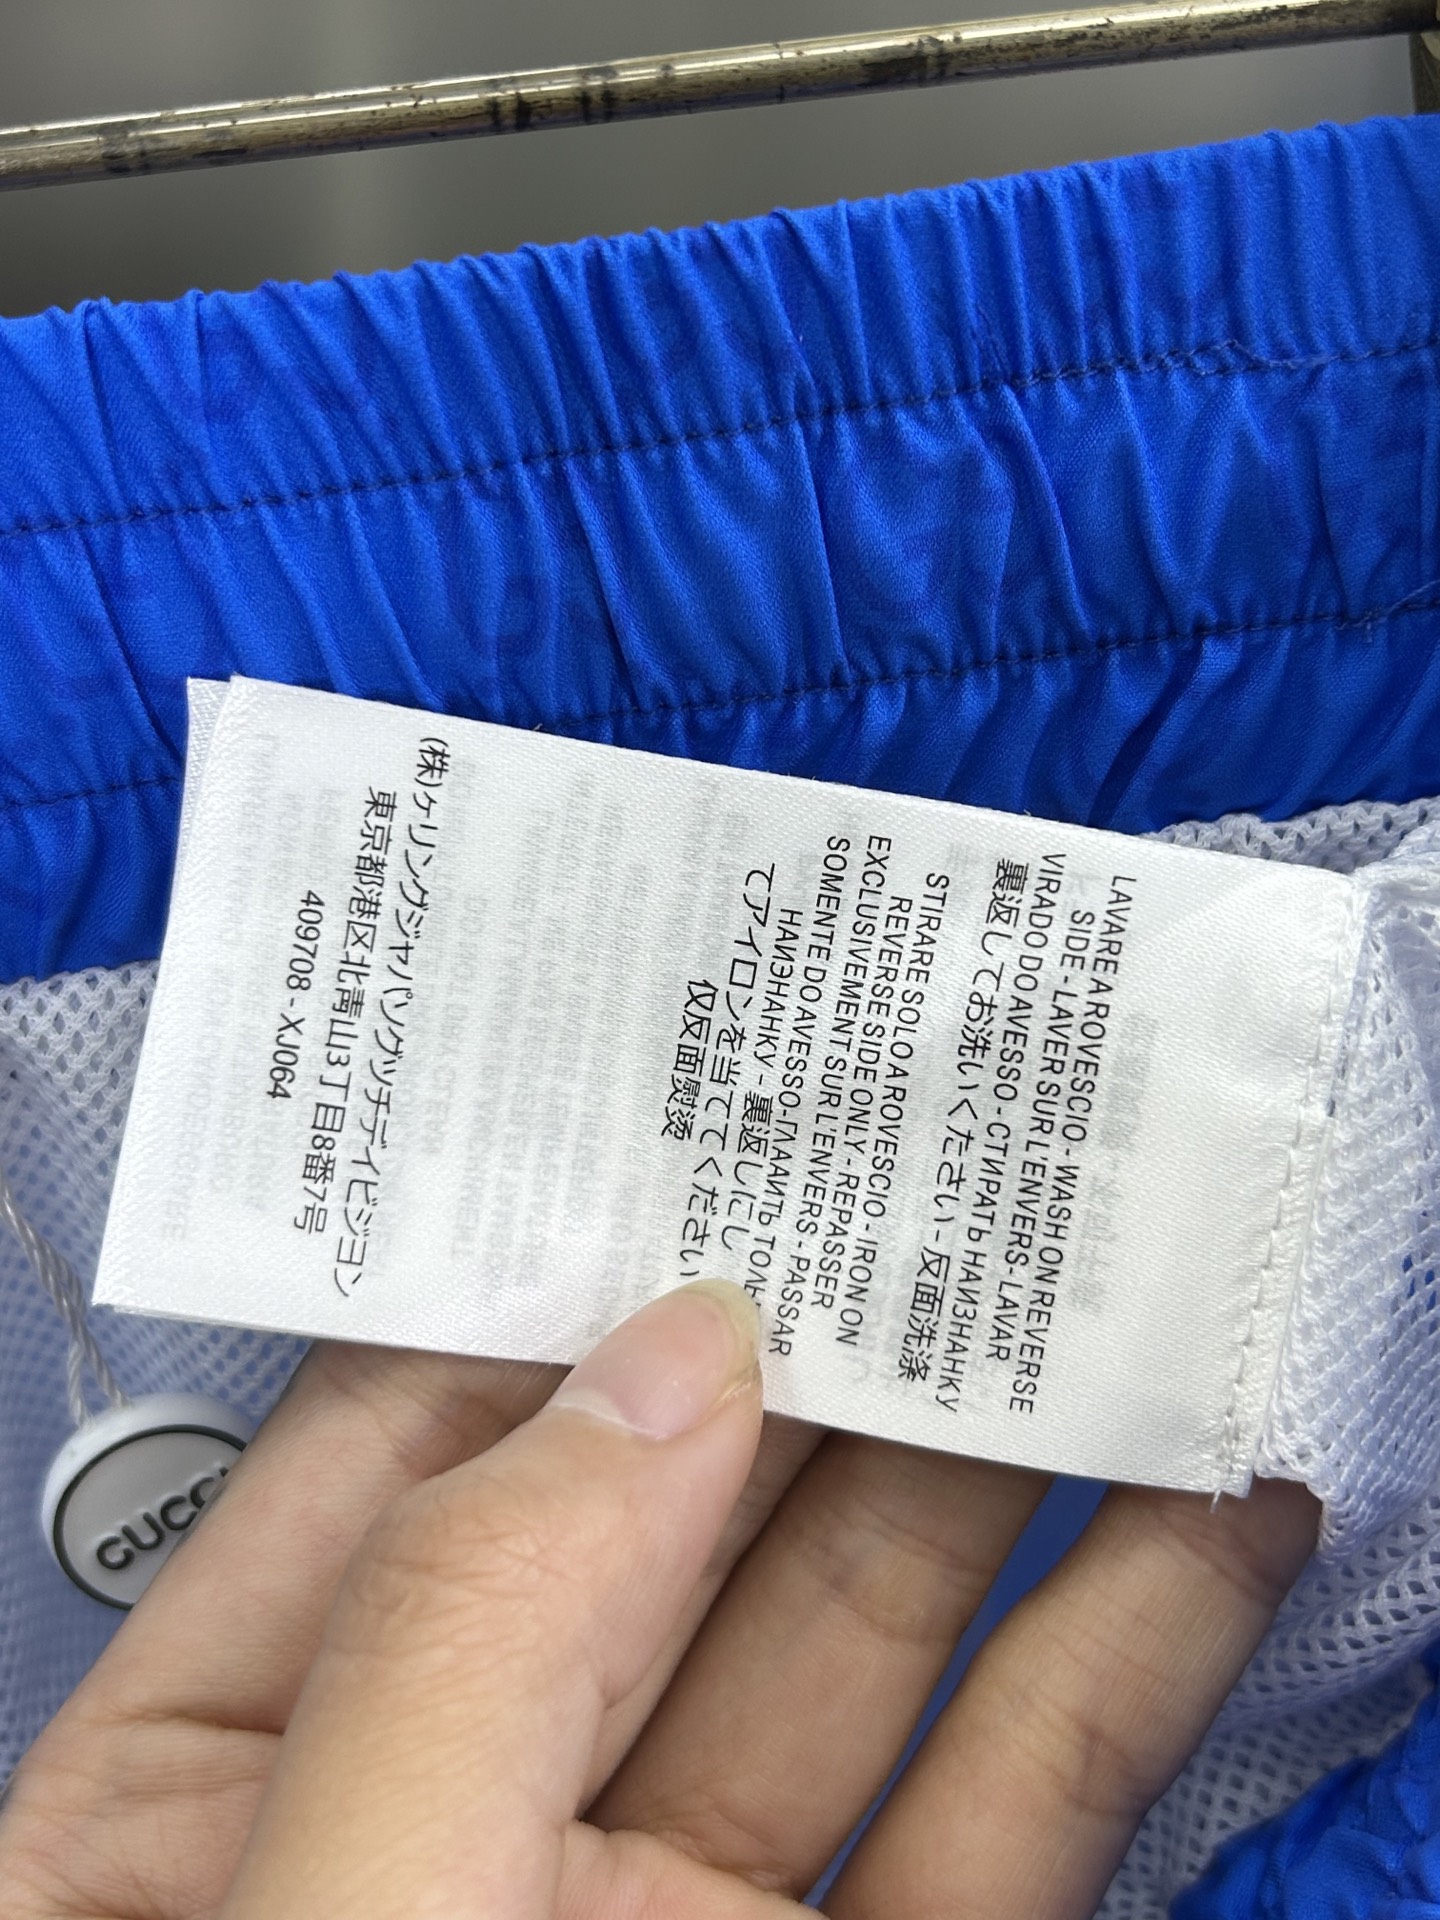 LAVARE A ROVESCIO - WASH ON REVERSE
SIDE - LAVER SUR L'ENVERS - LAVAR
VIRADO DO AVESSO - СТИРАТЬ НАИЗНАНКУ
裏返してお洗いください - 反面洗涤
STIRARE SOLO A ROVESCIO - IRON ON
REVERSE SIDE ONLY - REPASSER
EXCLUSIVEMENT SUR L'ENVERS - PASSAR
SOMENTE DO AVESSO - ГЛАДИТЬ
НАИЗНАНКУ - 裏返しにし
てアイロンを当ててください
仅反面熨烫
(株)ケリングジャパングッチディビジョン
東京都港区北青山3丁目8番7号
409708 - XJ064
GUCC